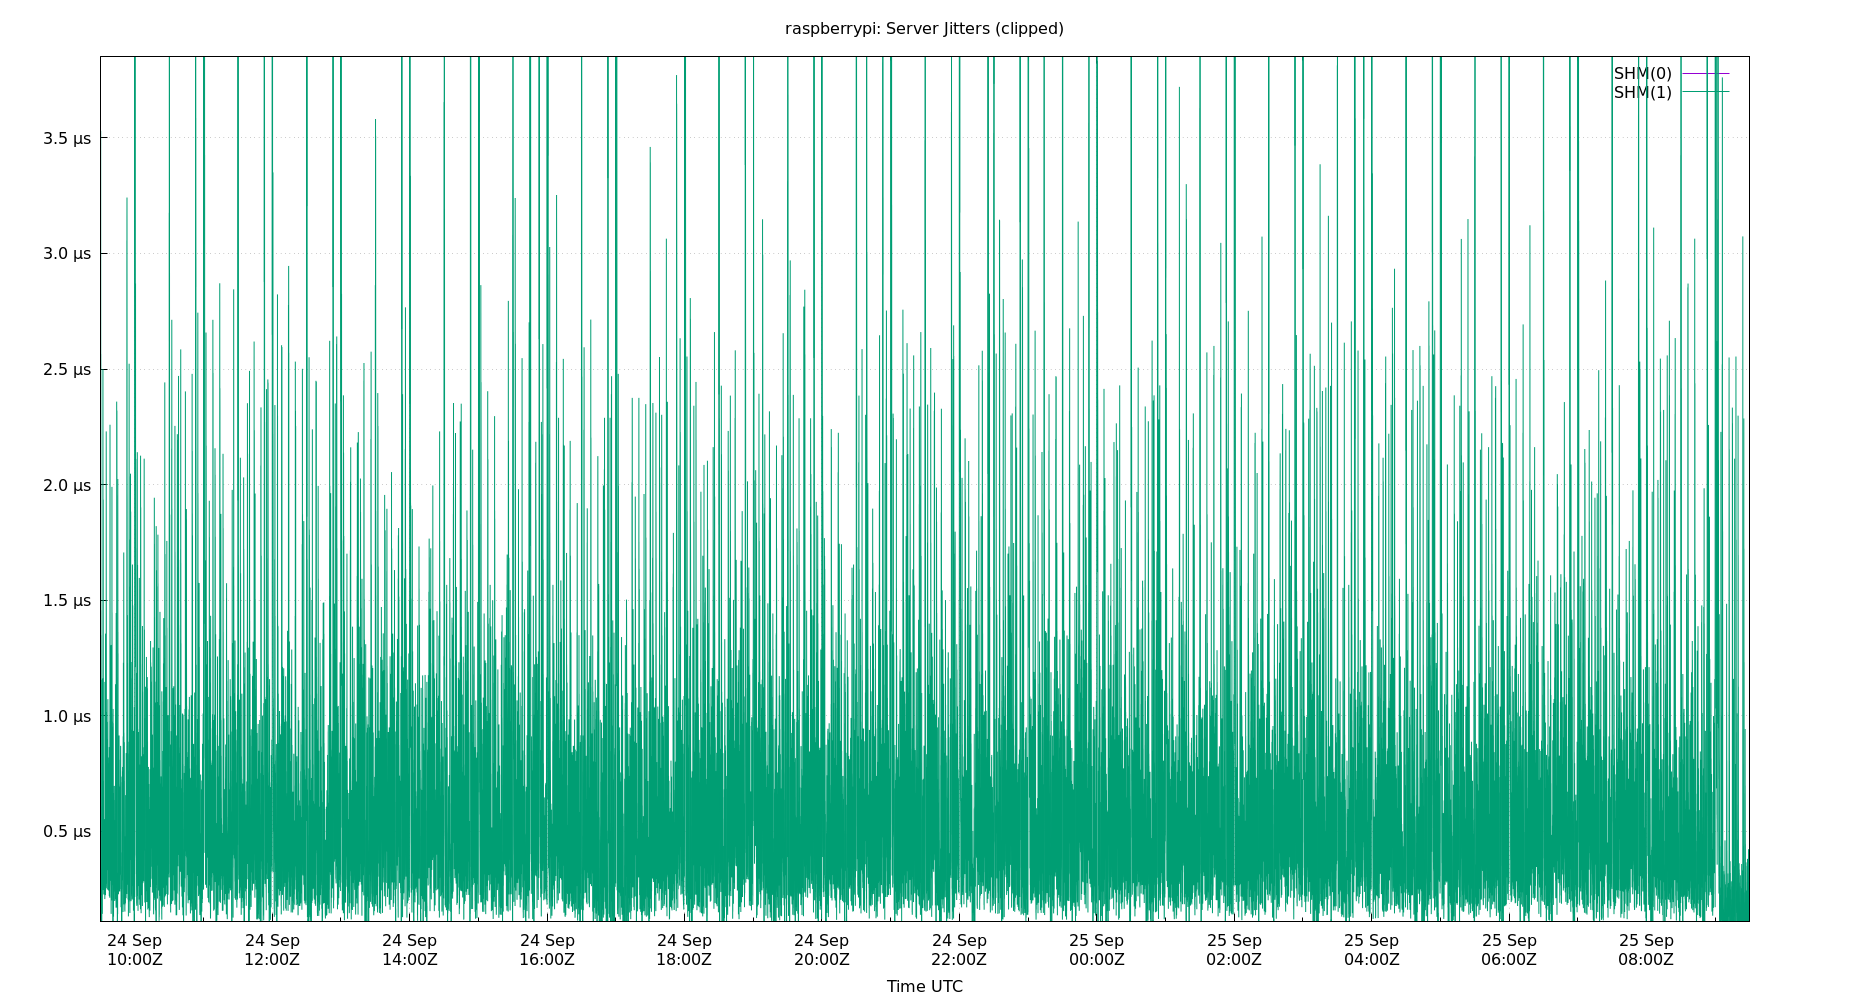 raspberrypi: Server Jitters (clipped)
SHM(0)
SHM(1)
3.5 µs
3.0 µs
2.5 µs
2.0 µs
1.5 µs
1.0 µs
0.5 µs
24 Sep 24 Sep 24 Sep 24 Sep 24 Sep 24 Sep 24 Sep 25 Sep 25 Sep 25 Sep 25 Sep 25 Sep
10:00Z 12:00Z 14:00Z 16:00Z 18:00Z 20:00Z 22:00Z 00:00Z 02:00Z 04:00Z 06:00Z 08:00Z
Time UTC